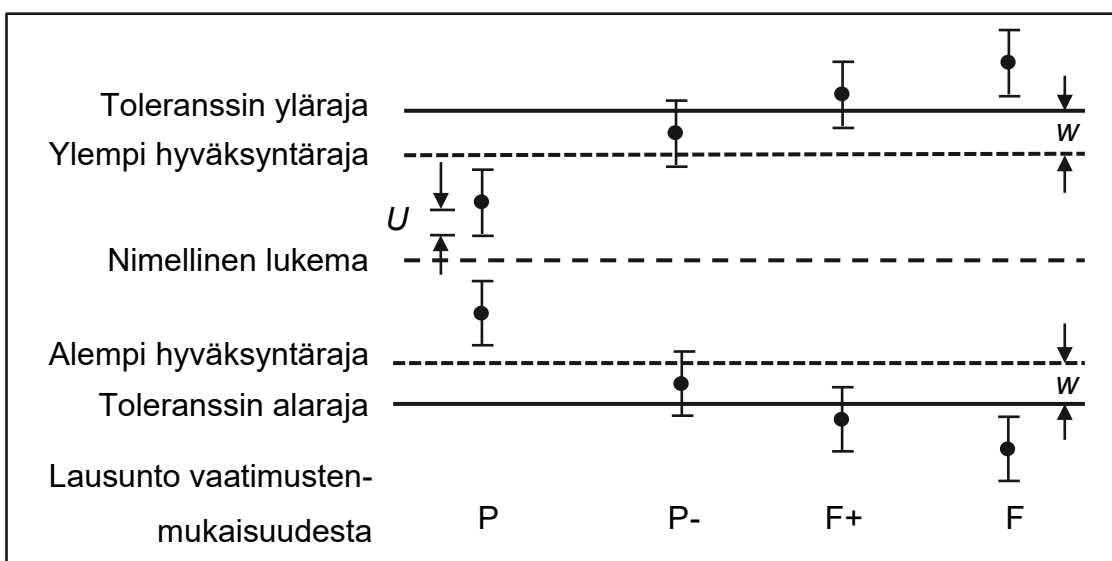 Toleranssin yläraja
w
Ylempi hyväksyntäraja
U
Nimellinen lukema
Alempi hyväksyntäraja
w
Toleranssin alaraja
Lausunto vaatimusten-
mukaisuudesta
P P- F+ F